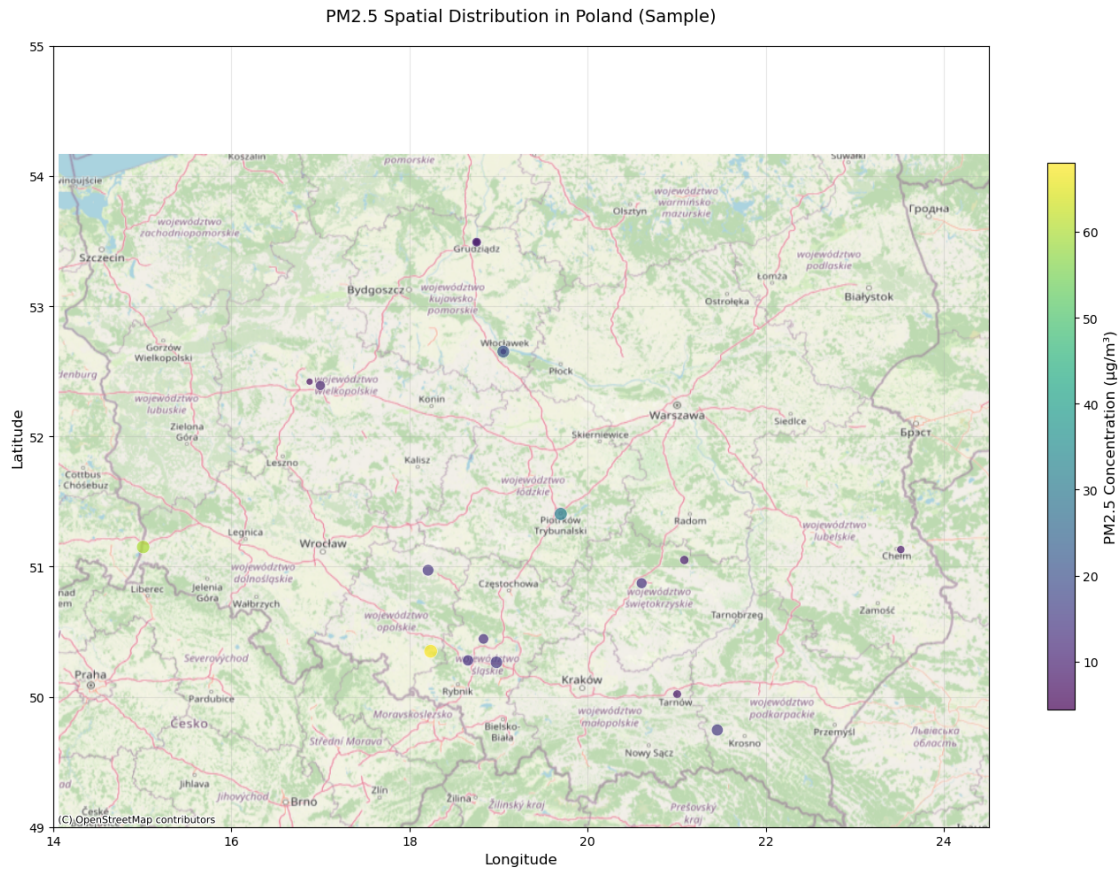 PM2.5 Spatial Distribution in Poland (Sample)
55
54
53
52
51
50
49
Latitude
14
16
18
20
22
24
Longitude
60
50
40
30
20
10
PM2.5 Concentration (μg/m³)
Koszalin
pomorskie
Suwałki
winoujście
województwo
zachodniopomorskie
Szczecin
Olsztyn
województwo
warmińsko-
mazurskie
Гродна
Grudziądz
województwo
podlaskie
Łomża
Bydgoszcz
województwo
kujawsko-
pomorskie
Ostrołęka
Białystok
Włocławek
Gorzów
Wielkopolski
Płock
denburg
województwo
wielkopolskie
województwo
lubuskie
Konin
Warszawa
Siedlce
Брэст
Zielona
Góra
Skierniewice
Leszno
Kalisz
Cottbus
- Chóśebuz
województwo
łódzkie
Piotrków
Trybunalski
Radom
województwo
lubelskie
Legnica
Wrocław
Chełm
województwo
dolnośląskie
Liberec
Jelenia
Góra
Wałbrzych
Częstochowa
województwo
świętokrzyskie
Tarnobrzeg
Zamość
województwo
opolskie
Severovýchod
województwo
śląskie
Praha
Pardubice
Rybnik
Kraków
Tarnów
województwo
podkarpackie
Česko
Moravskoslezsko
województwo
małopolskie
Bielsko-
Biała
Przemyśl
Львівська
область
Střední Morava
Nowy Sącz
Krosno
Jihlava
Jihovýchod
Brno
Zlín
Žilina
Žilinský kraj
Prešovský
kraj
České
(C) OpenStreetMap contributors